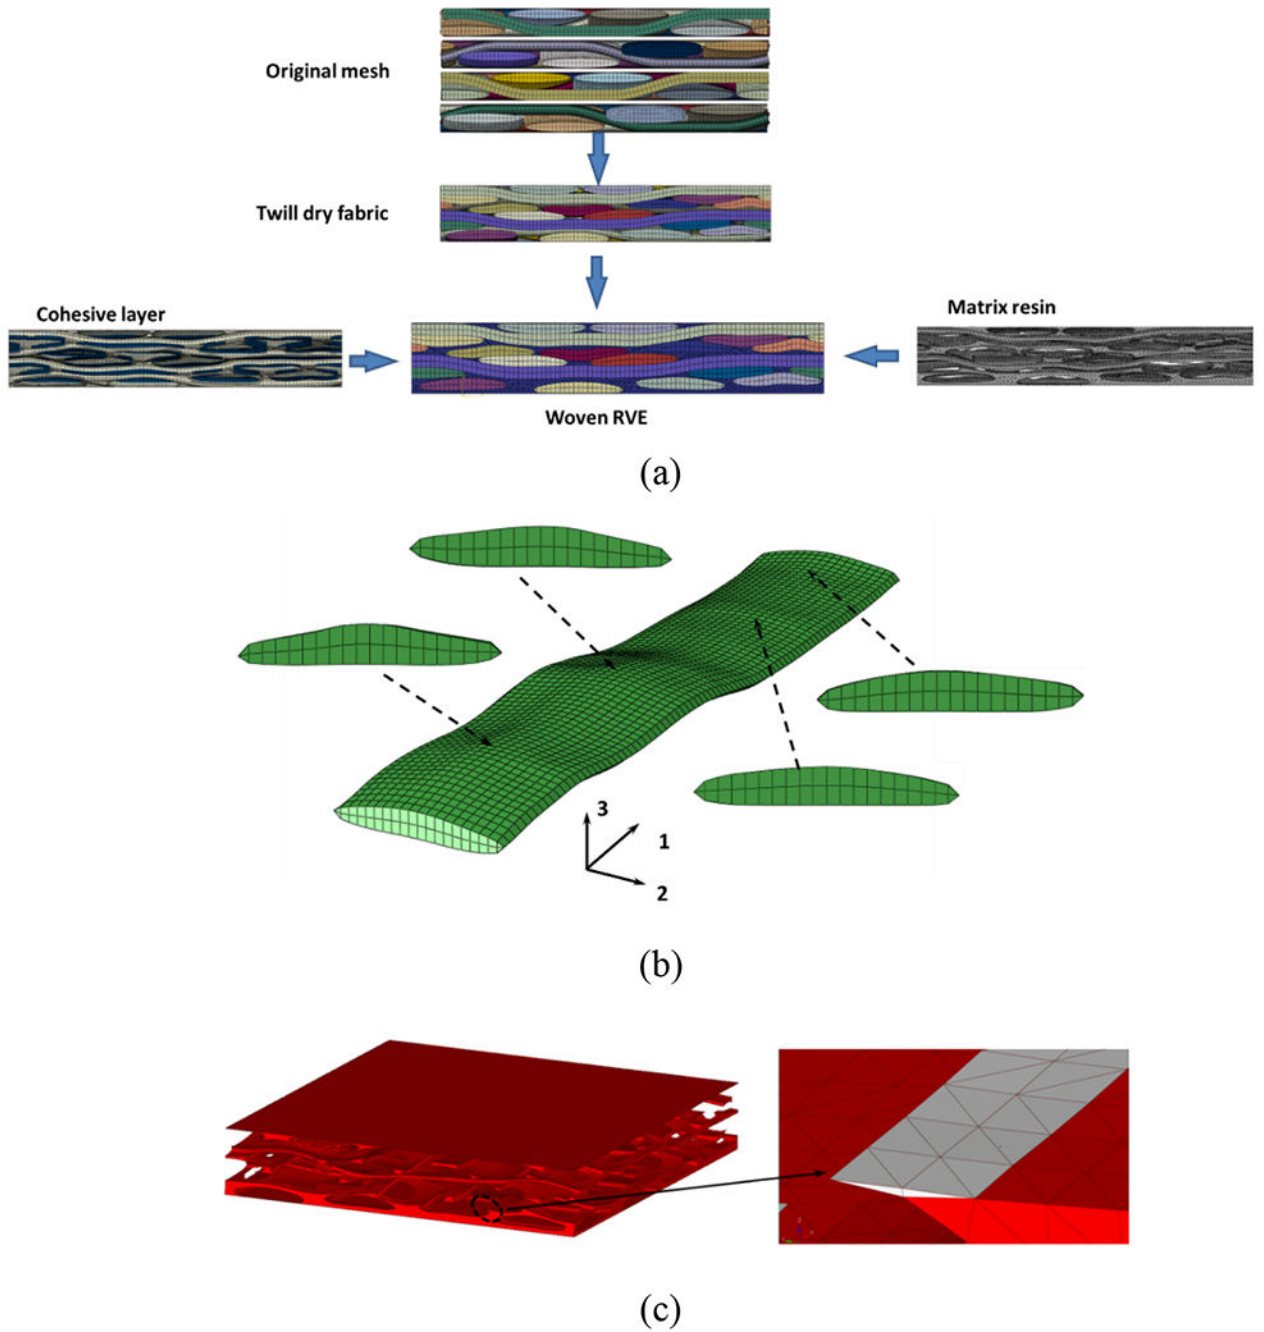 Original mesh
Twill dry fabric
Cohesive layer
Matrix resin
Woven RVE
(a)
3
1
2
(b)
(c)